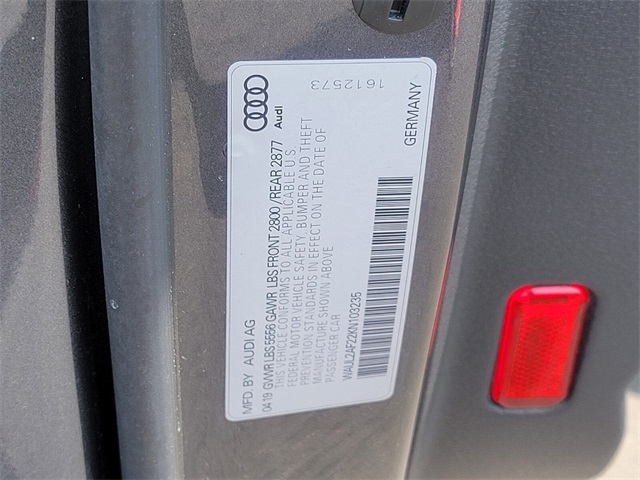 MFD BY AUDI AG
04-19 GVWR LBS 5556 GAWR LBS FRONT 2800 /REAR 2877
THIS VEHICLE CONFORMS TO ALL APPLICABLE U S
FEDERAL MOTOR VEHICLE SAFETY, BUMPER AND THEFT
PREVENTION STANDARDS IN EFFECT ON THE DATE OF
MANUFACTURE SHOWN ABOVE
PASSENGER CAR
WAUL2AF22KN103235
Audi
1612573
GERMANY